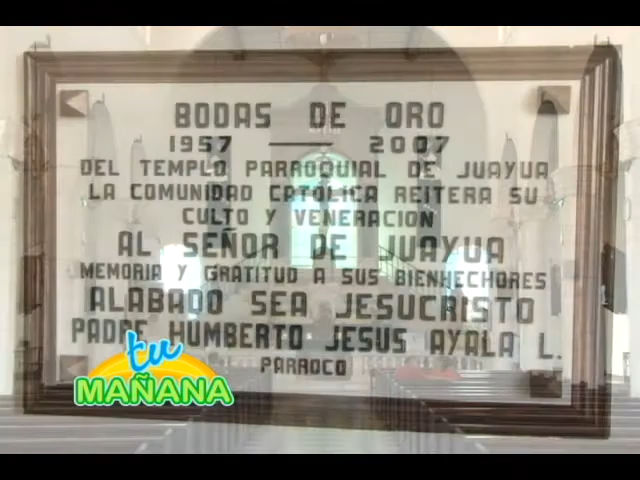 BODAS DE ORO
1957 — 2007
DEL TEMPLO PARROQUIAL DE JUAYUA
LA COMUNIDAD CATOLICA REITERA SU
CULTO Y VENERACION
AL SEÑOR DE JUAYUA
MEMORIA Y GRATITUD A SUS BIENHECHORES
ALABADO SEA JESUCRISTO
PADRE HUMBERTO JESUS AYALA L.
PARROCO
tu
MAÑANA